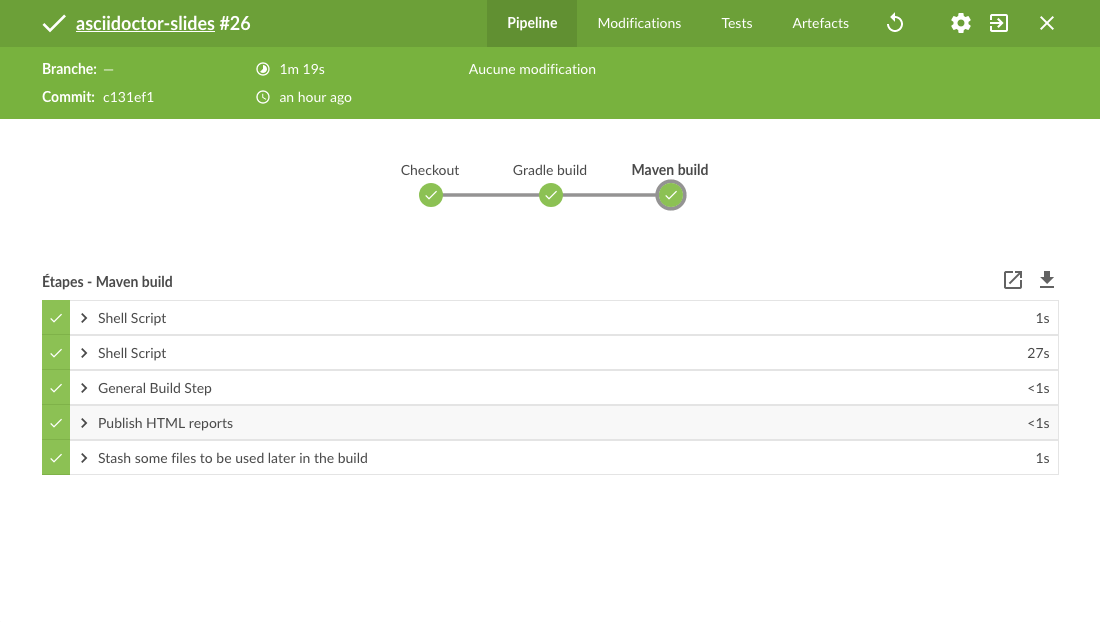 asciidoctor-slides #26
Pipeline Modifications Tests Artefacts
Branche: — 1m 19s Aucune modification
Commit: c131ef1 an hour ago
Checkout Gradle build Maven build
Étapes - Maven build
Shell Script 1s
Shell Script 27s
General Build Step <1s
Publish HTML reports <1s
Stash some files to be used later in the build 1s